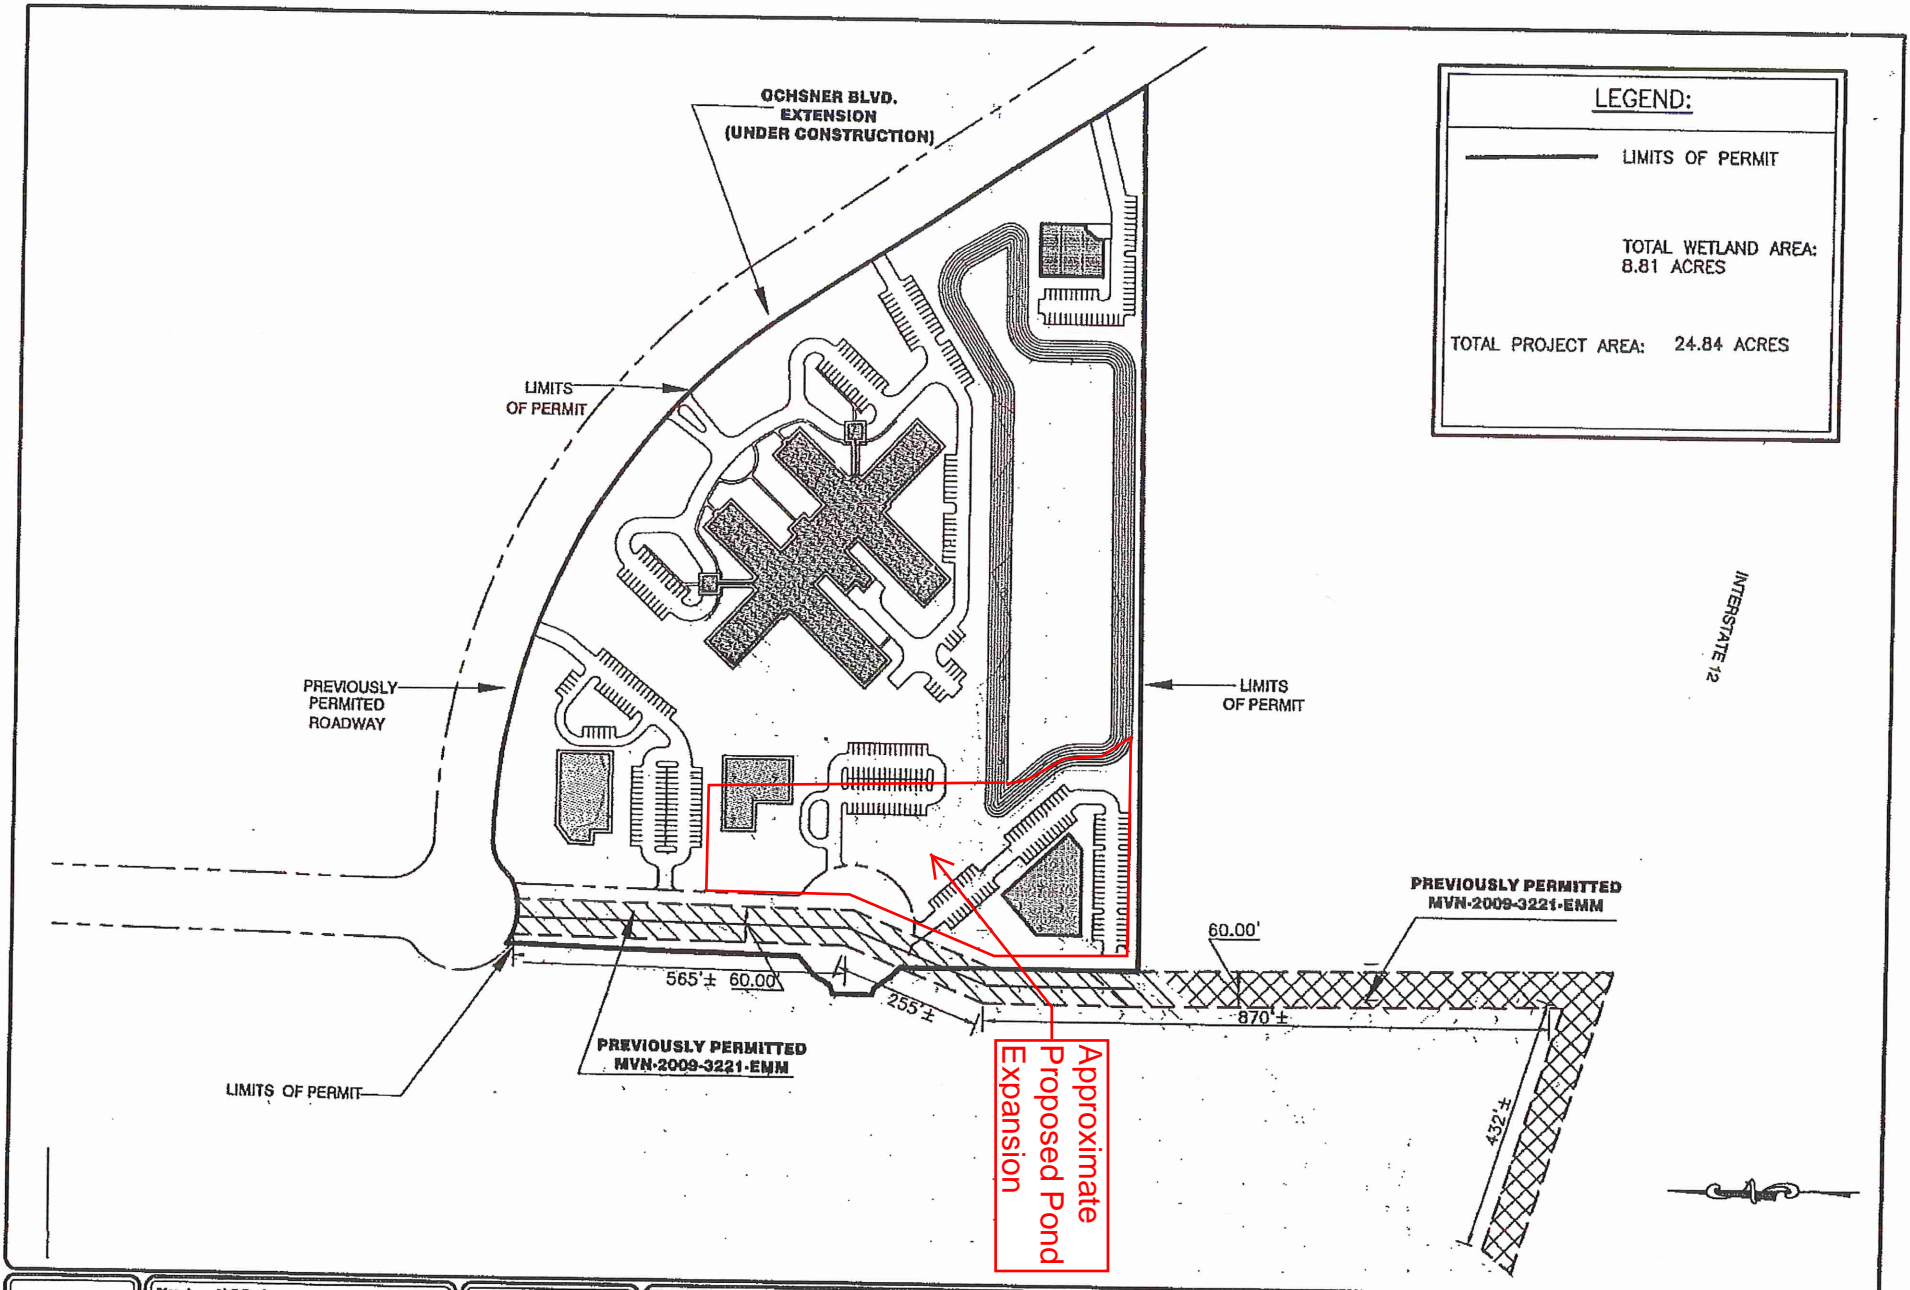 OCHSNER BLVD.
EXTENSION
(UNDER CONSTRUCTION)
LEGEND:
LIMITS OF PERMIT
TOTAL WETLAND AREA:
8.81 ACRES
TOTAL PROJECT AREA: 24.84 ACRES
LIMITS
OF PERMIT
INTERSTATE 12
PREVIOUSLY
PERMITED
ROADWAY
LIMITS
OF PERMIT
PREVIOUSLY PERMITTED
MVN-2009-3221-EMM
60.00'
565'± 60.00'
255'±
870'±
432'±
PREVIOUSLY PERMITTED
MVN-2009-3221-EMM
LIMITS OF PERMIT
Approximate
Proposed Pond
Expansion